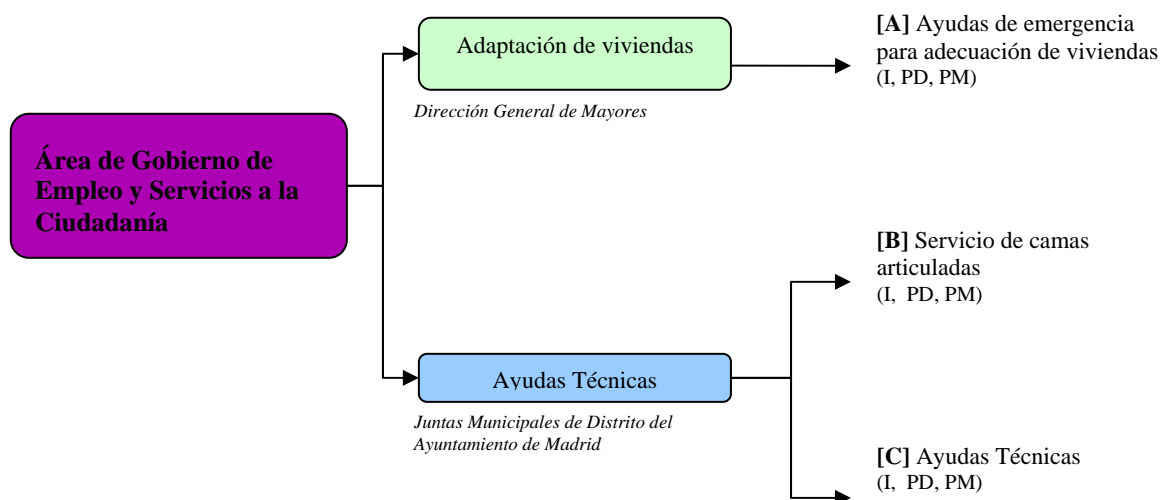 Adaptación de viviendas
Dirección General de Mayores
[A] Ayudas de emergencia
para adecuación de viviendas
(I, PD, PM)
Área de Gobierno de
Empleo y Servicios a la
Ciudadanía
[B] Servicio de camas
articuladas
(I, PD, PM)
Ayudas Técnicas
Juntas Municipales de Distrito del
Ayuntamiento de Madrid
[C] Ayudas Técnicas
(I, PD, PM)